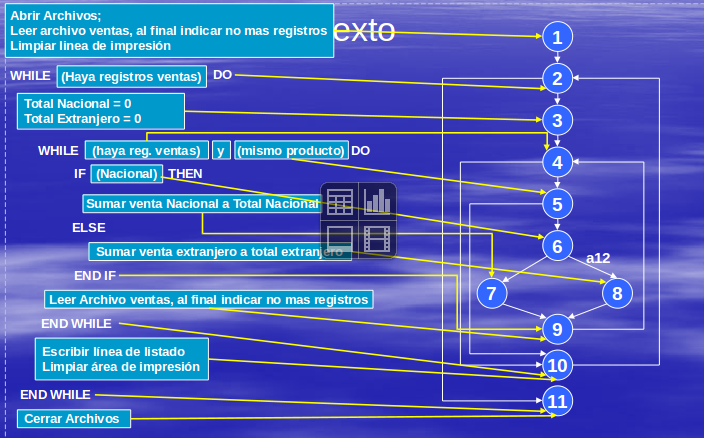 Abrir Archivos;
Leer archivo ventas, al final indicar no mas registros
Limpiar linea de impresión
exto
WHILE (Haya registros ventas) DO
Total Nacional = 0
Total Extranjero = 0
WHILE (haya reg. ventas) y (mismo producto) DO
IF (Nacional) THEN
Sumar venta Nacional a Total Nacional
ELSE
Sumar venta extranjero a total extranjero
END IF
Leer Archivo ventas, al final indicar no mas registros
END WHILE
Escribir línea de listado
Limpiar área de impresión
END WHILE
Cerrar Archivos
1
2
3
4
5
6
a12
7 8
9
10
11